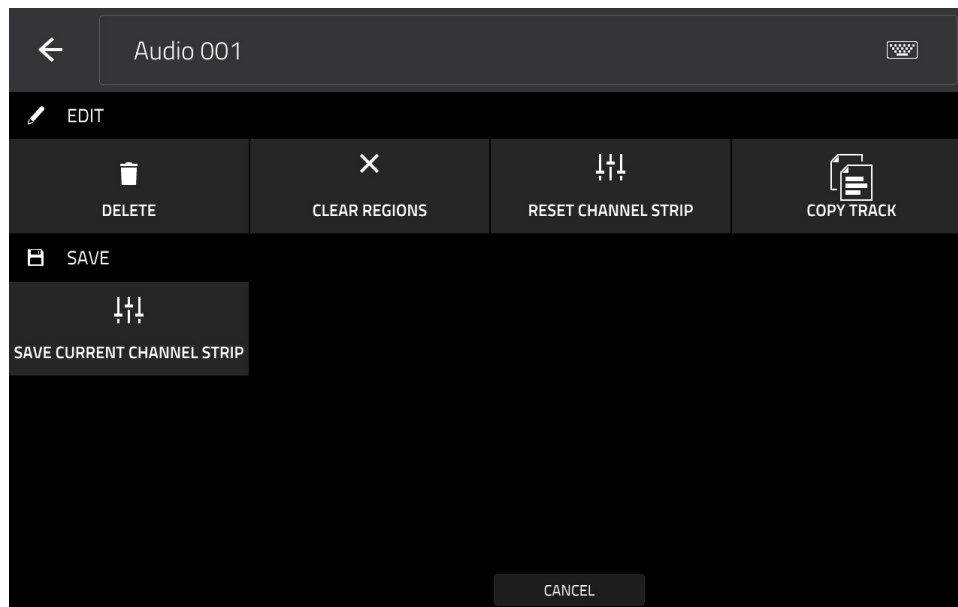 Audio 001
EDIT
DELETE
CLEAR REGIONS
RESET CHANNEL STRIP
COPY TRACK
SAVE
SAVE CURRENT CHANNEL STRIP
CANCEL